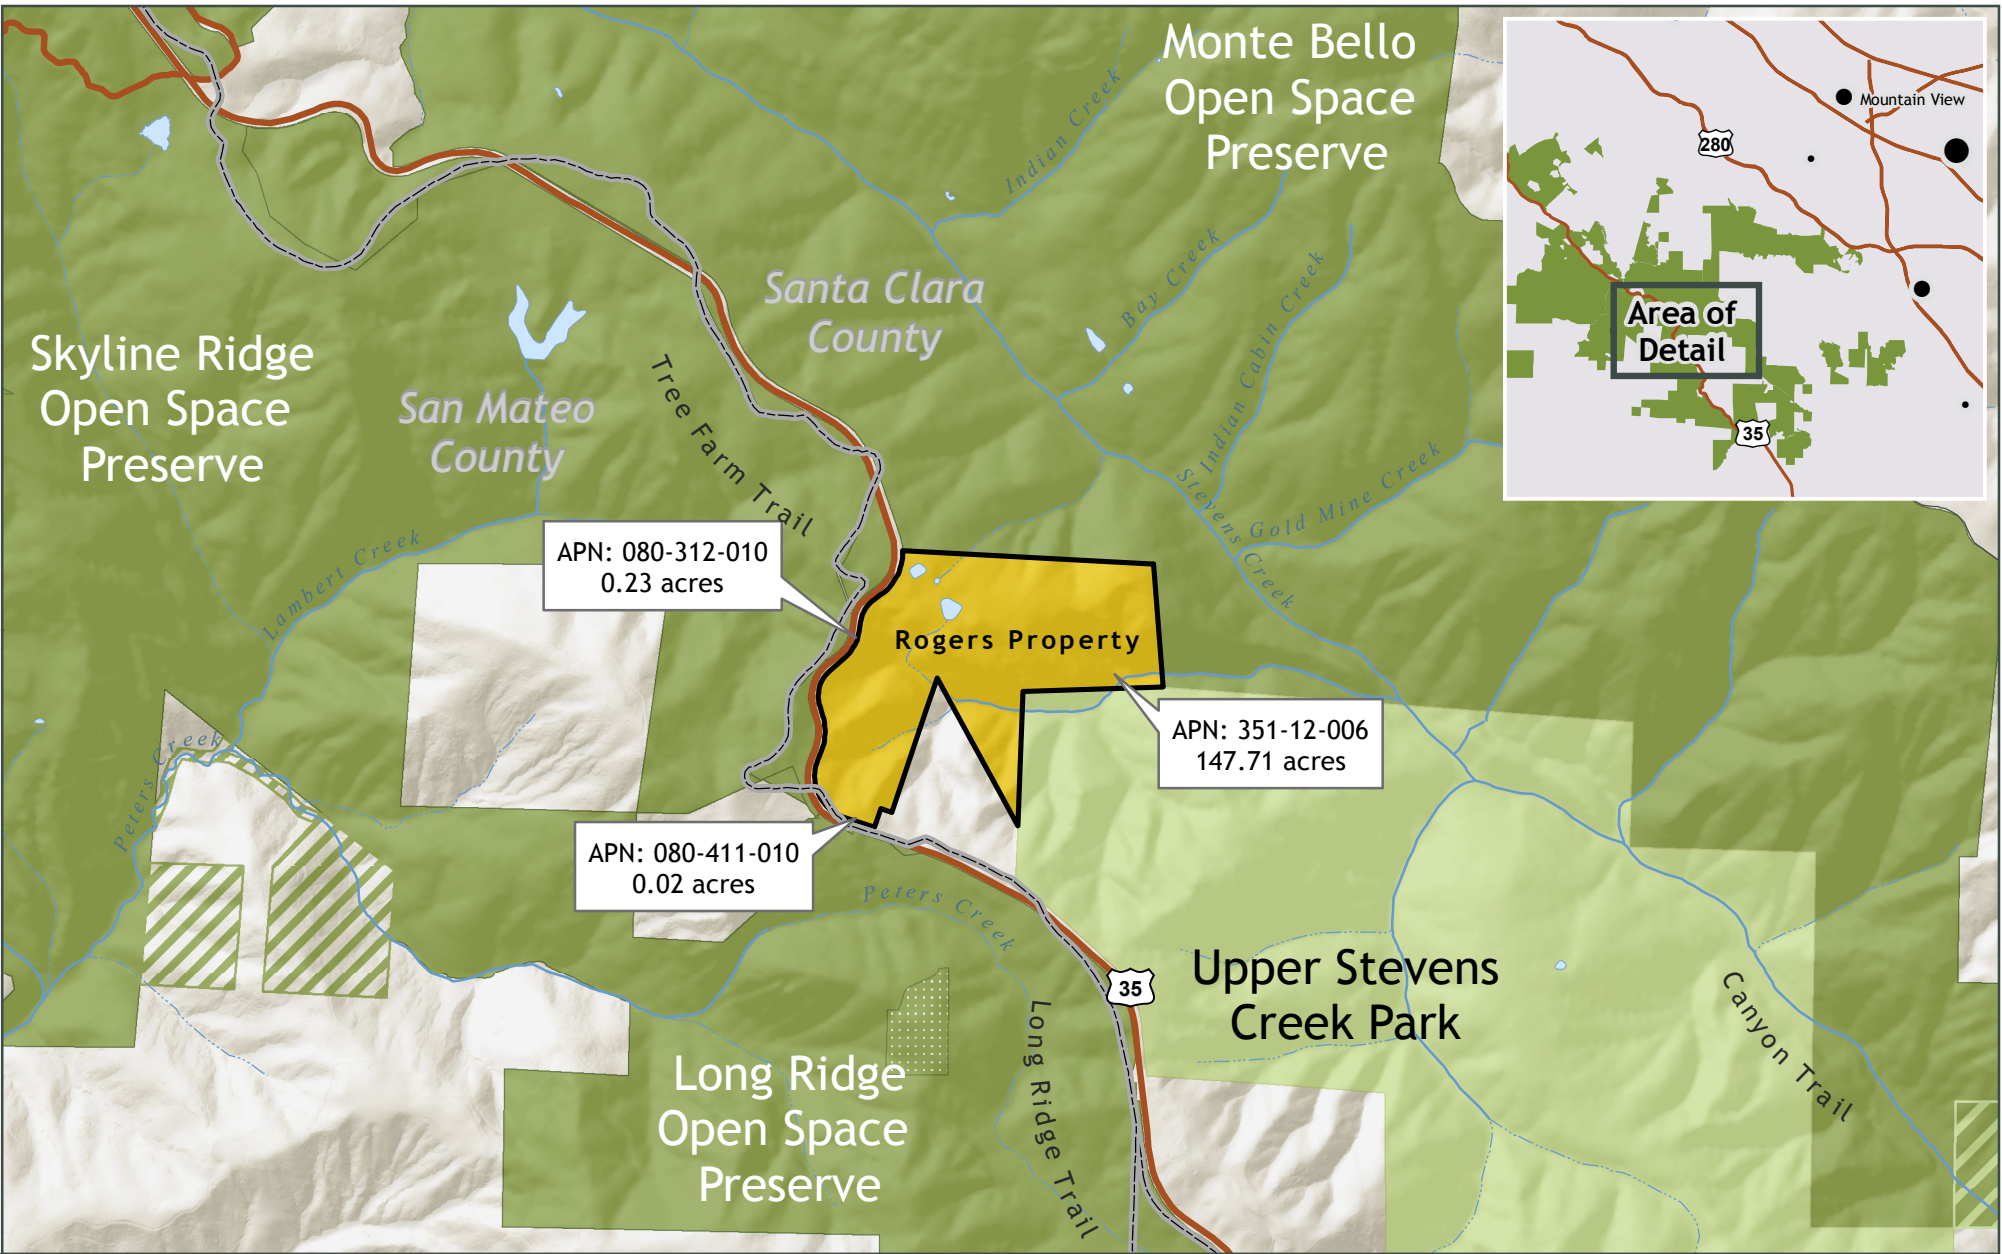 Monte Bello
Open Space
Preserve
Mountain View
280
Area of
Detail
35
Indian Creek
Bay Creek
Indian Cabin Creek
Santa Clara
County
Skyline Ridge
Open Space
Preserve
San Mateo
County
Tree Farm Trail
Stevens Creek
Gold Mine Creek
Lambert Creek
APN: 080-312-010
0.23 acres
Rogers Property
APN: 351-12-006
147.71 acres
Peters Creek
APN: 080-411-010
0.02 acres
Peters Creek
35
Upper Stevens
Creek Park
Canyon Trail
Long Ridge Trail
Long Ridge
Open Space
Preserve